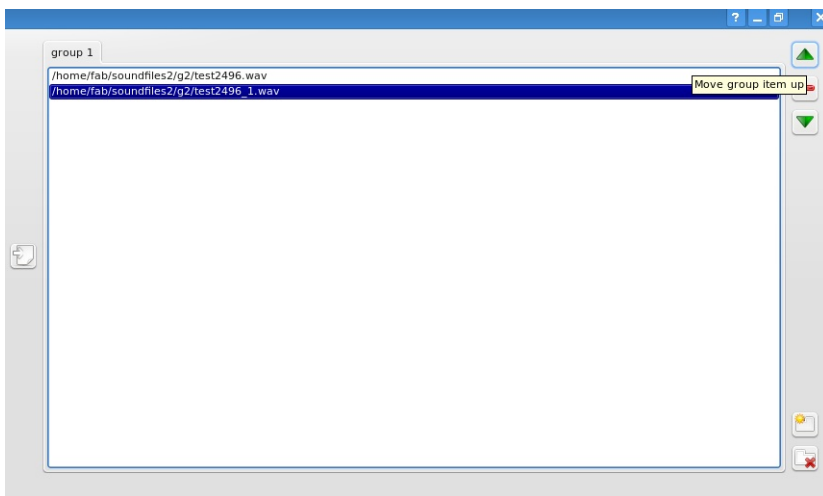 group 1
/home/fab/soundfiles2/g2/test2496.wav
/home/fab/soundfiles2/g2/test2496_1.wav
Move group item up